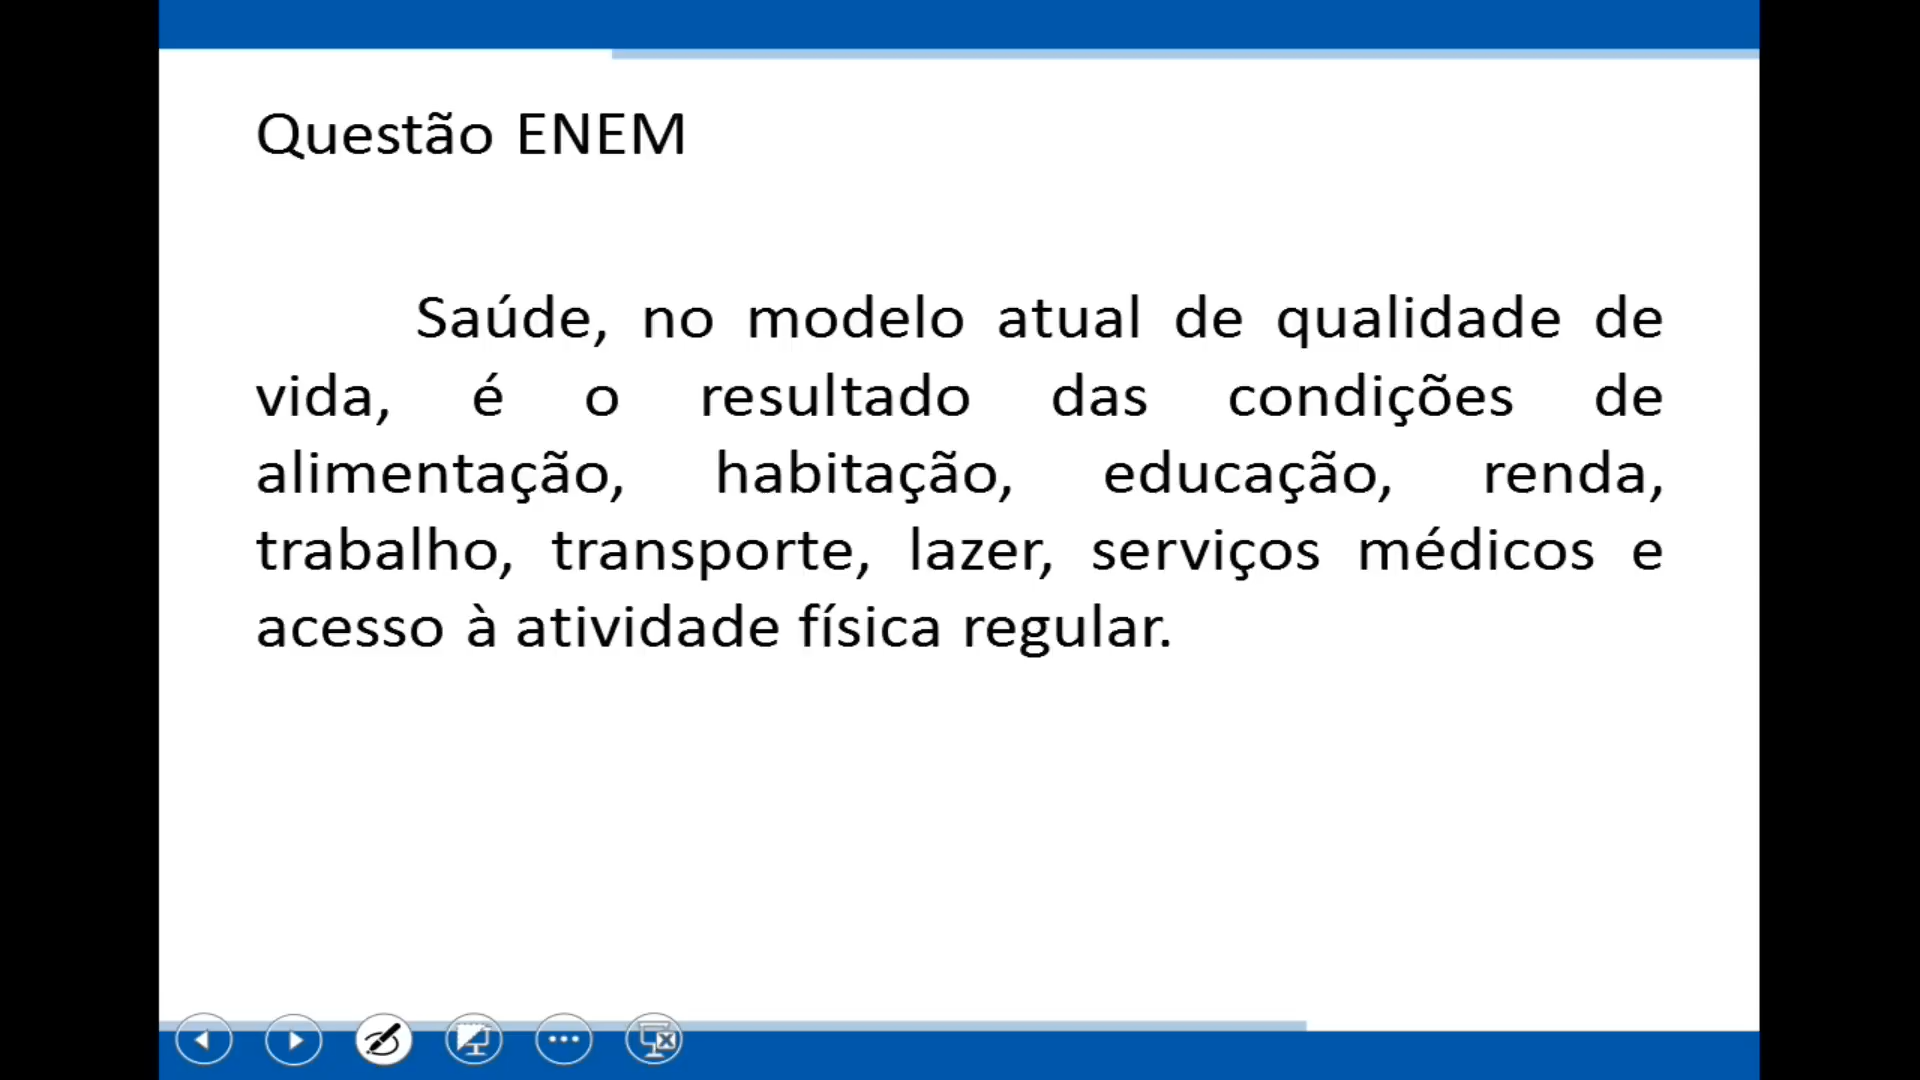 Questão ENEM
Saúde, no modelo atual de qualidade de
vida, é o resultado das condições de
alimentação, habitação, educação, renda,
trabalho, transporte, lazer, serviços médicos e
acesso à atividade física regular.